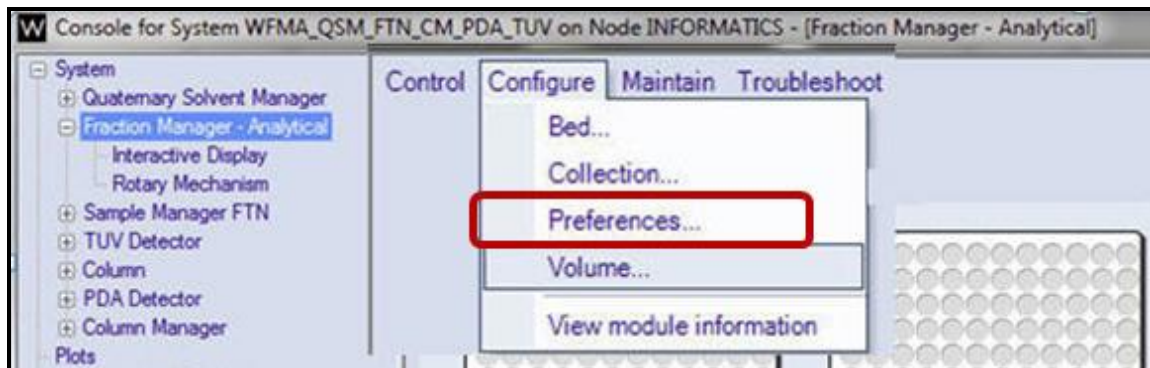 W Console for System WFMA_QSM_FTN_CM_PDA_TUV on Node INFORMATICS - [Fraction Manager - Analytical]
System
Quaternary Solvent Manager
Fraction Manager - Analytical
Interactive Display
Rotary Mechanism
Sample Manager FTN
TUV Detector
Column
PDA Detector
Column Manager
Plots
Control Configure Maintain Troubleshoot
Bed...
Collection...
Preferences...
Volume...
View module information